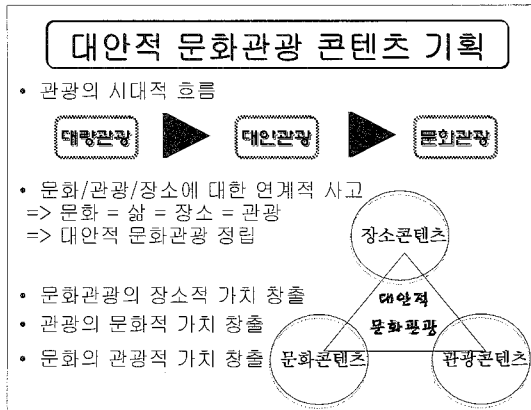 대안적 문화관광 콘텐츠 기획
• 관광의 시대적 흐름
대량관광
대안관광
문화관광
• 문화/관광/장소에 대한 연계적 사고
=> 문화 = 삶 = 장소 = 관광
=> 대안적 문화관광 정립
장소콘텐츠
대안적
문화관광
문화콘텐츠
관광콘텐츠
• 문화관광의 장소적 가치 창출
• 관광의 문화적 가치 창출
• 문화의 관광적 가치 창출